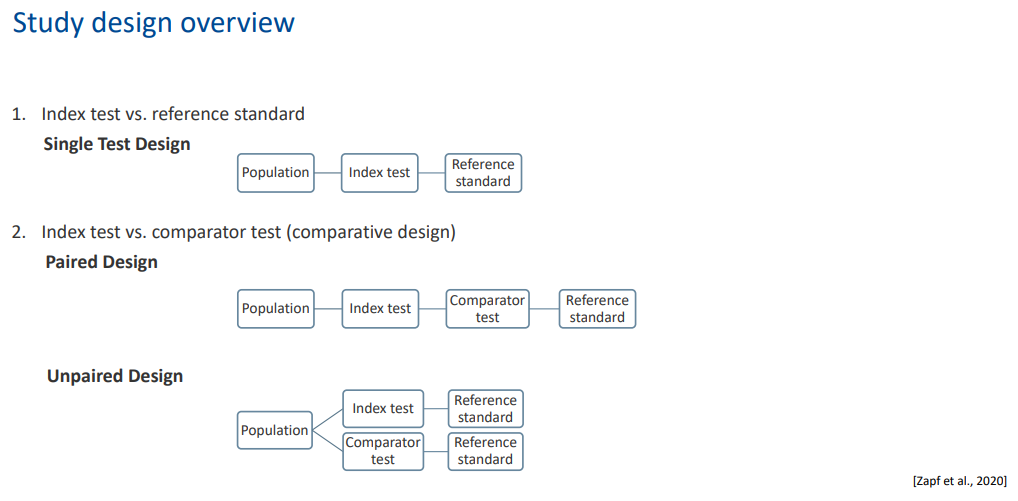 Study design overview
1. Index test vs. reference standard
Single Test Design
Population
Index test
Reference
standard
2. Index test vs. comparator test (comparative design)
Paired Design
Population
Index test
Comparator
test
Reference
standard
Unpaired Design
Population
Index test
Reference
standard
Comparator
test
Reference
standard
[Zapf et al., 2020]